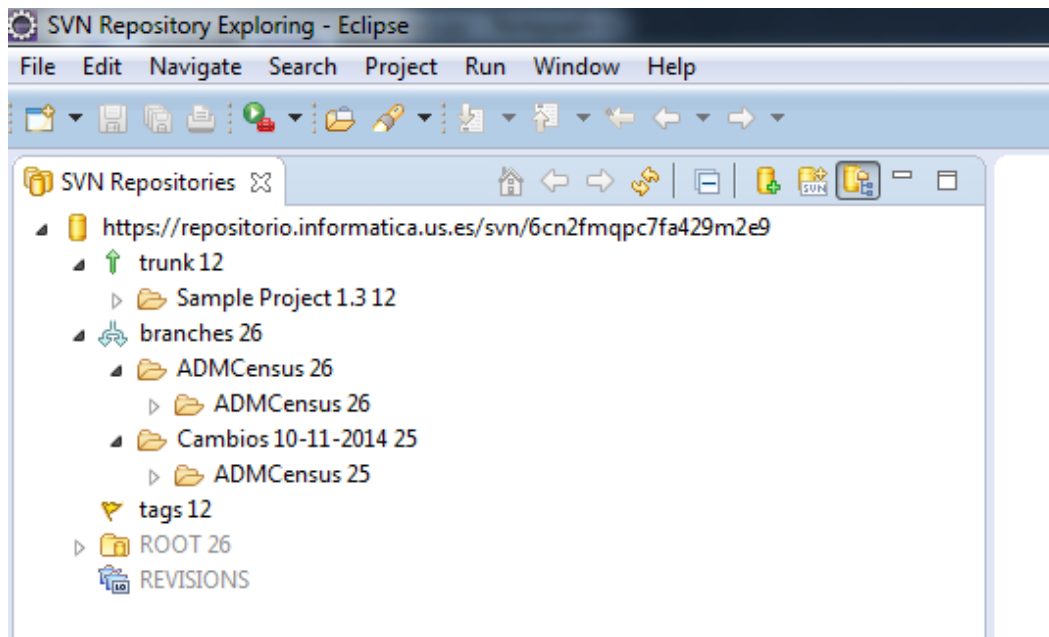 SVN Repository Exploring - Eclipse
File Edit Navigate Search Project Run Window Help
SVN Repositories
SVN
https://repositorio.informatica.us.es/svn/6cn2fmqpc7fa429m2e9
trunk 12
Sample Project 1.3 12
branches 26
ADMCensus 26
ADMCensus 26
Cambios 10-11-2014 25
ADMCensus 25
tags 12
ROOT 26
REVISIONS